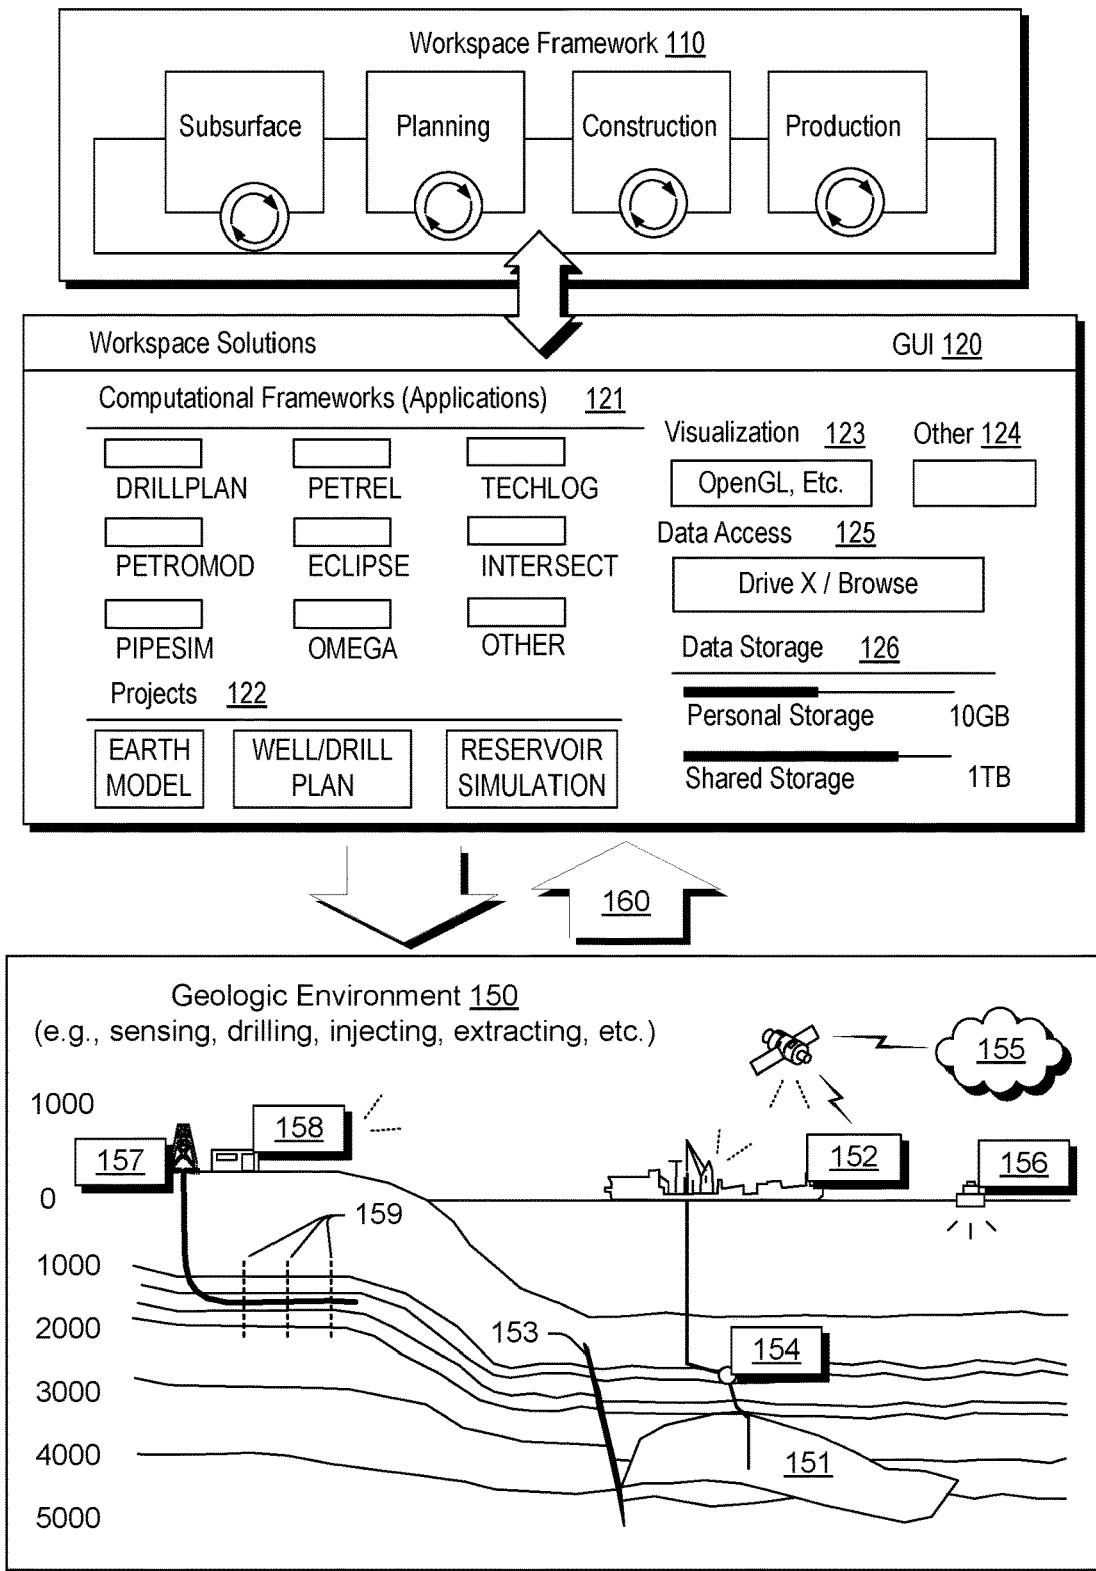 Workspace Framework 110
Subsurface Planning Construction Production
Workspace Solutions GUI 120
Computational Frameworks (Applications) 121
DRILLPLAN PETREL TECHLOG
PETROMOD ECLIPSE INTERSECT
PIPESIM OMEGA OTHER
Projects 122
EARTH
MODEL
WELL/DRILL
PLAN
RESERVOIR
SIMULATION
Visualization 123 Other 124
OpenGL, Etc.
Data Access 125
Drive X / Browse
Data Storage 126
Personal Storage 10GB
Shared Storage 1TB
160
Geologic Environment 150
(e.g., sensing, drilling, injecting, extracting, etc.)
155
1000
158
157
152
156
0
159
1000
2000
153
154
3000
4000
151
5000